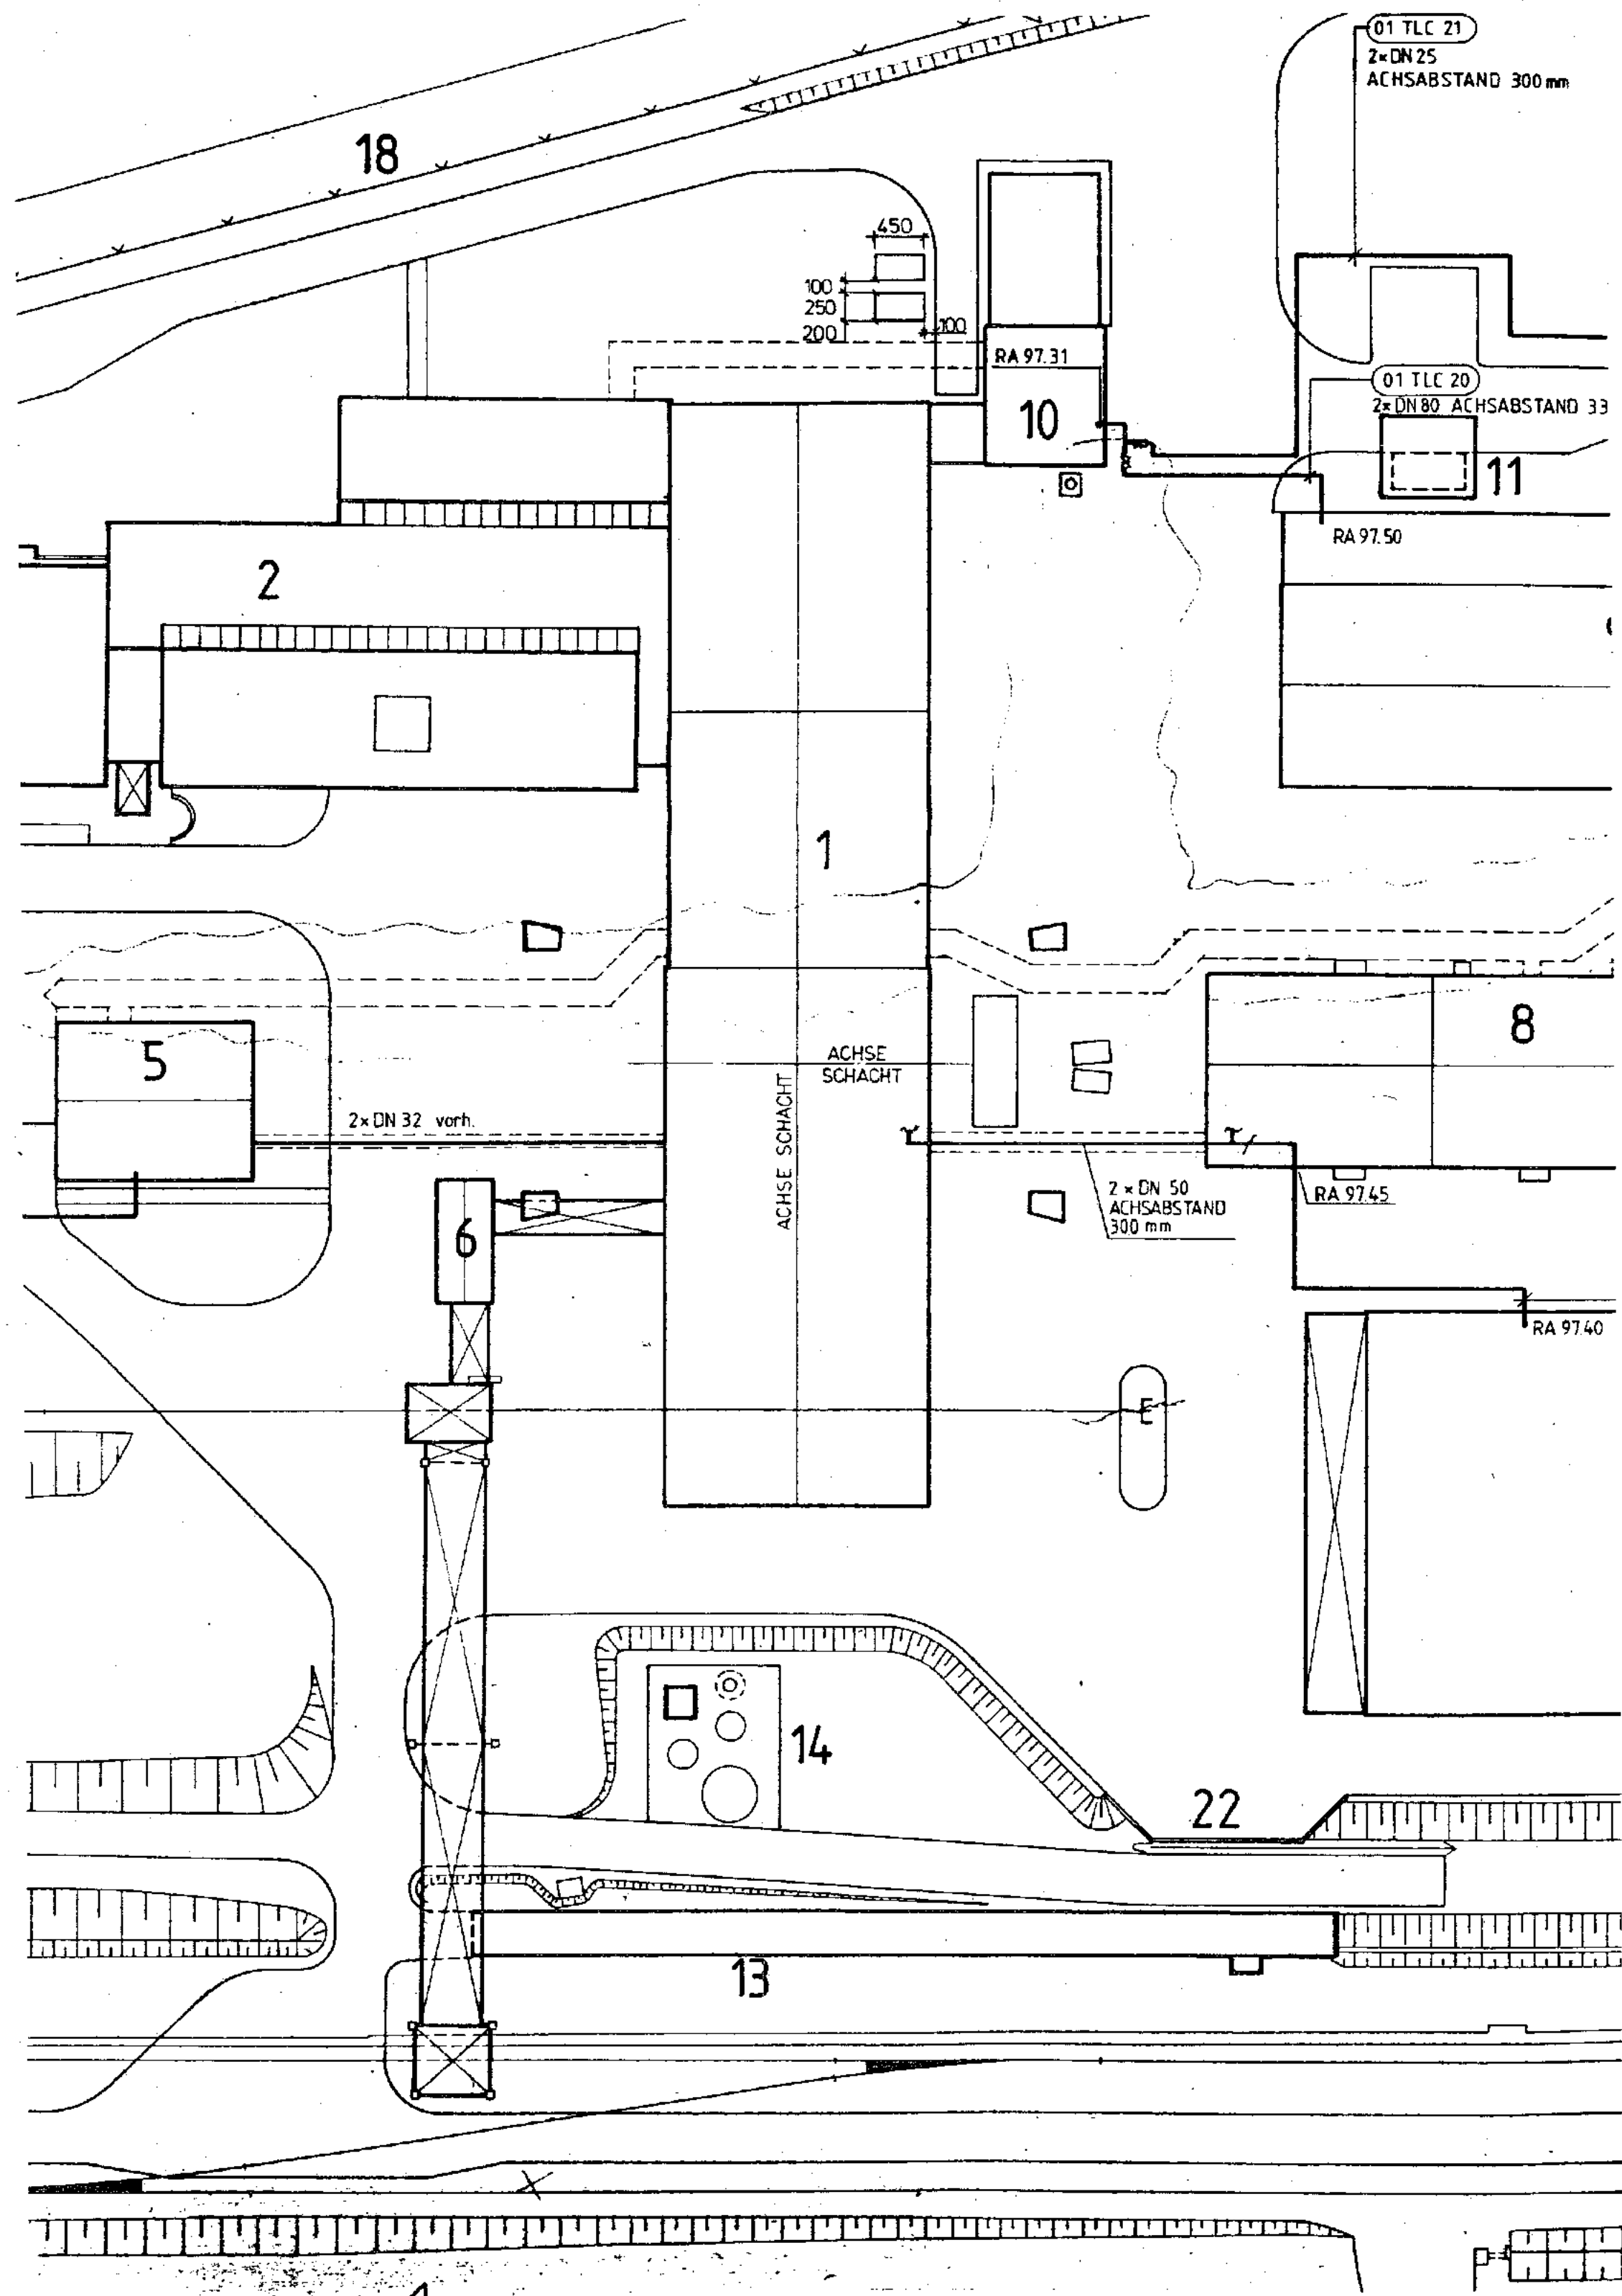 01 TLC 21
2×DN 25
ACHSABSTAND 300 mm
18
450
100
250
200
100
RA 97.31
10
01 TLC 20
2×DN 80 ACHSABSTAND 33
11
RA 97.50
2
1
5
8
ACHSE
SCHACHT
ACHSE SCHACHT
2×DN 32 vorh.
2 × DN 50
ACHSABSTAND
300 mm
RA 97.45
6
RA 97.40
E
14
22
13